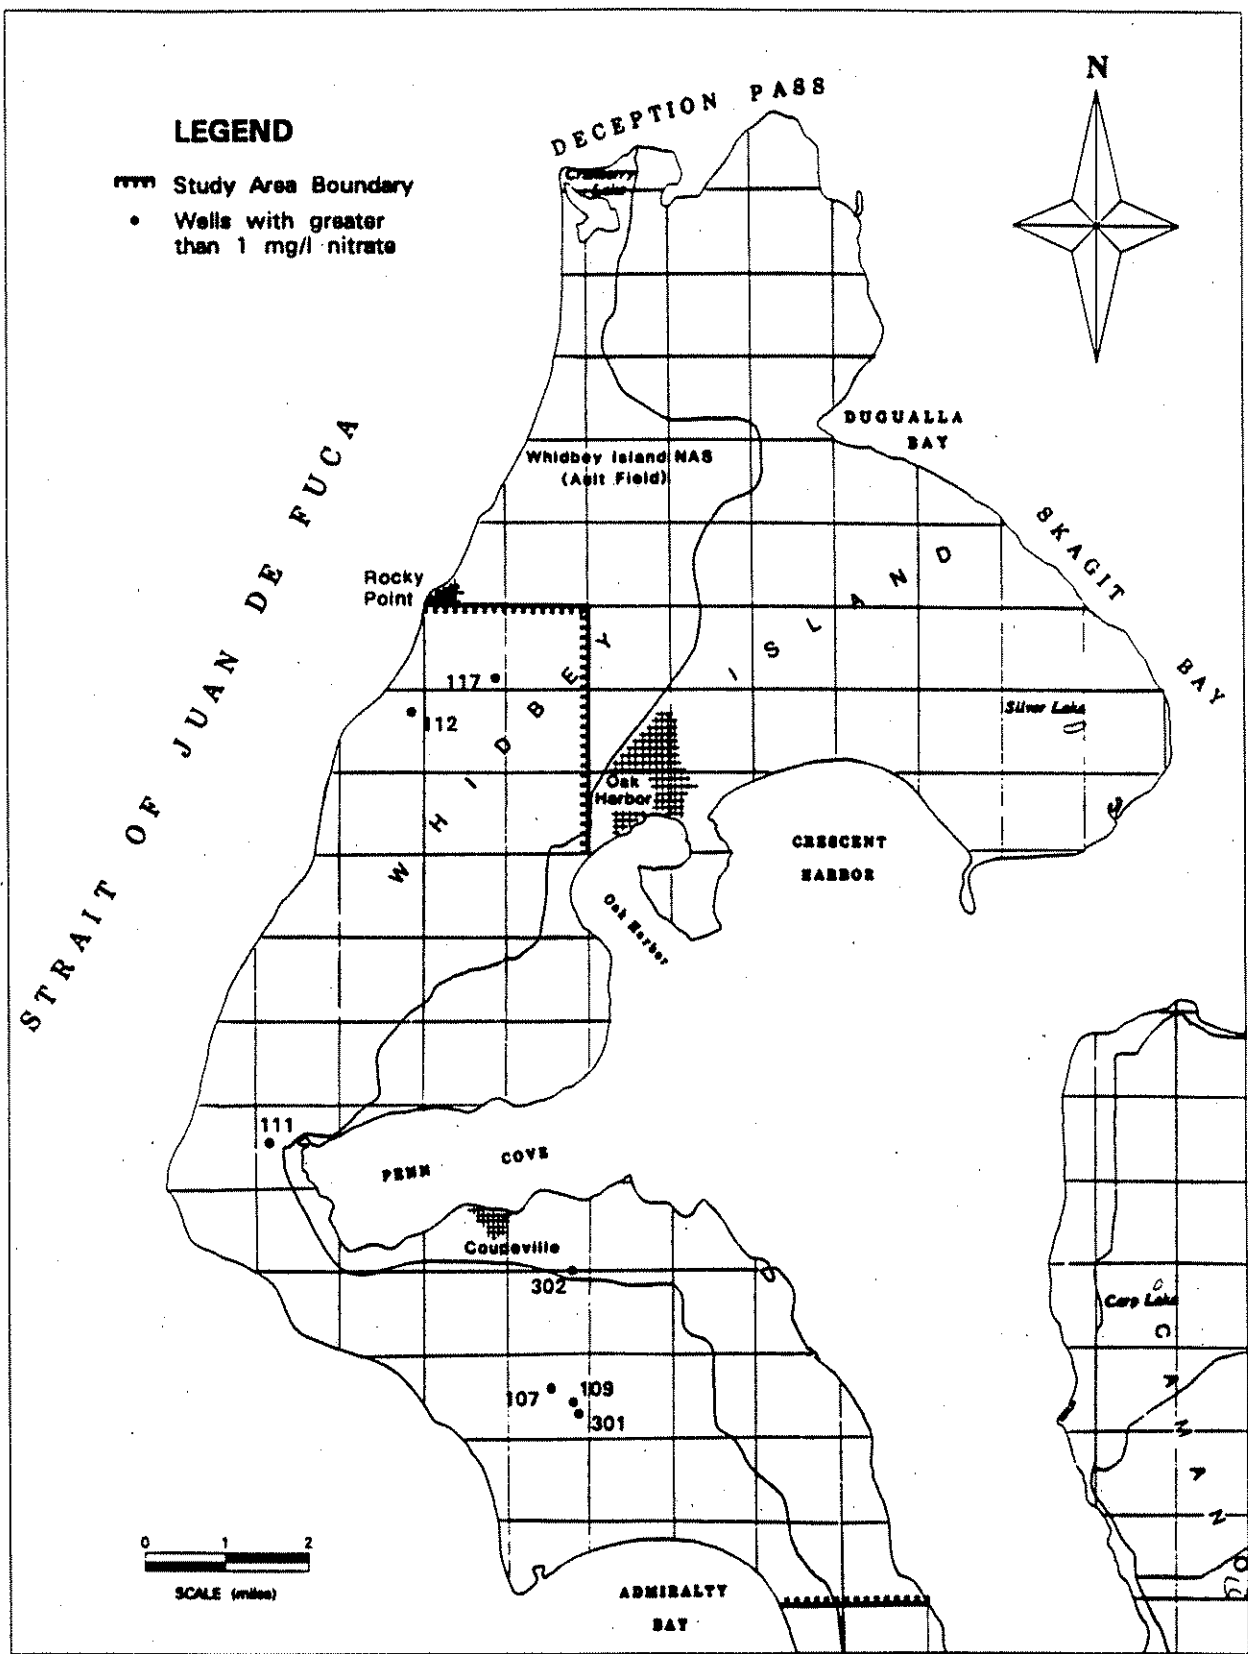 N
DECEPTION PASS
LEGEND
Study Area Boundary
Wells with greater
than 1 mg/l nitrate
Cranberry
Lake
DUGUALLA
BAY
Whidbey Island NAS
(Ault Field)
SKAGIT BAY
STRAIT OF JUAN DE FUCA
Rocky
Point
WHIDBEY ISLAND
117
112
Silver Lake
Oak
Harbor
CRESCENT
HARBOR
Oak Harbor
111
PENN COVE
Coupeville
302
Carp Lake
CAMANO
107
109
301
0 1 2
SCALE (miles)
ADMIRALTY
BAY